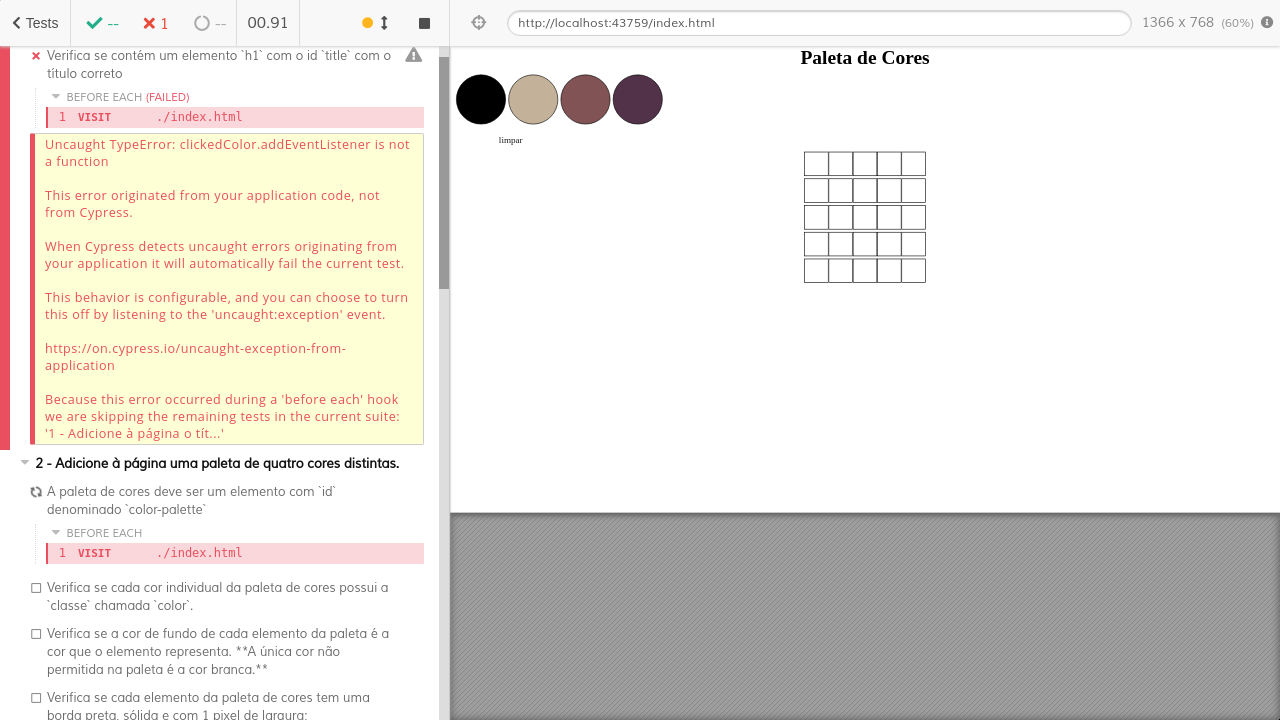 Tests
--
1
--
00.91
http://localhost:43759/index.html
1366 x 768 (60%)
Verifica se contém um elemento `h1` com o id `title` com o
título correto
BEFORE EACH (FAILED)
1 VISIT ./index.html
Uncaught TypeError: clickedColor.addEventListener is not
a function
This error originated from your application code, not
from Cypress.
When Cypress detects uncaught errors originating from
your application it will automatically fail the current test.
This behavior is configurable, and you can choose to turn
this off by listening to the 'uncaught:exception' event.
https://on.cypress.io/uncaught-exception-from-
application
Because this error occurred during a 'before each' hook
we are skipping the remaining tests in the current suite:
'1 - Adicione à página o tít...'
2 - Adicione à página uma paleta de quatro cores distintas.
A paleta de cores deve ser um elemento com `id`
denominado `color-palette`
BEFORE EACH
1 VISIT ./index.html
Verifica se cada cor individual da paleta de cores possui a
`classe` chamada `color`.
Verifica se a cor de fundo de cada elemento da paleta é a
cor que o elemento representa. **A única cor não
permitida na paleta é a cor branca.**
Verifica se cada elemento da paleta de cores tem uma
borda preta, sólida e com 1 pixel de largura;
Paleta de Cores
limpar